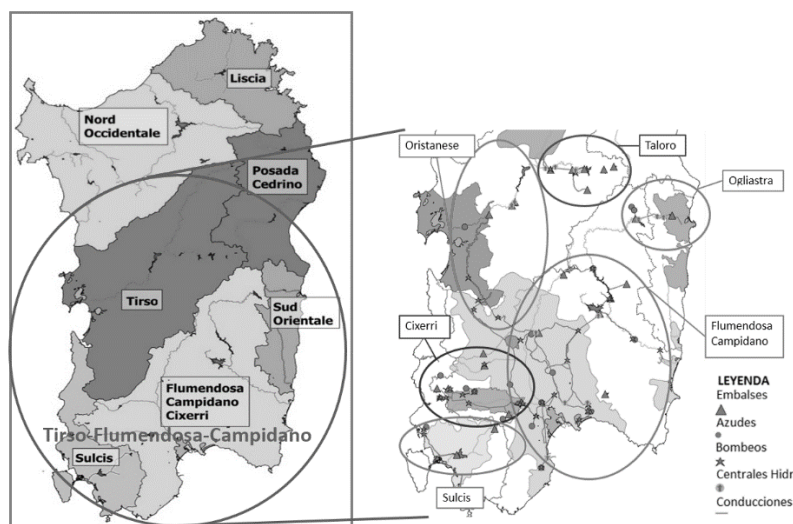 Liscia
Nord
Occidentale
Posada
Cedrino
Tirso
Sud
Orientale
Flumendosa
Campidano
Cixerri
Tirso-Flumendosa-Campidano
Sulcis
Oristanese
Taloro
Ogliastra
Cixerri
Flumendosa
Campidano
Sulcis
LEYENDA
Embalses
Azudes
Bombeos
Centrales Hidr
Conducciones